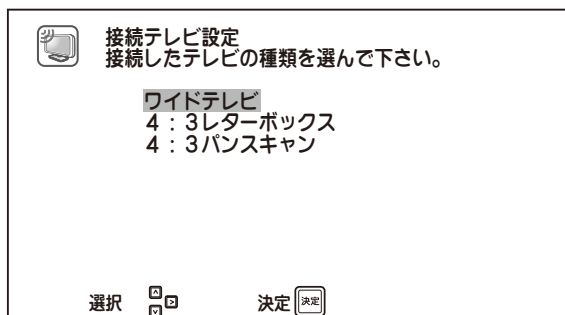 接続テレビ設定
接続したテレビの種類を選んで下さい。
ワイドテレビ
4：3レターボックス
4：3パンスキャン
選択 決定 決定